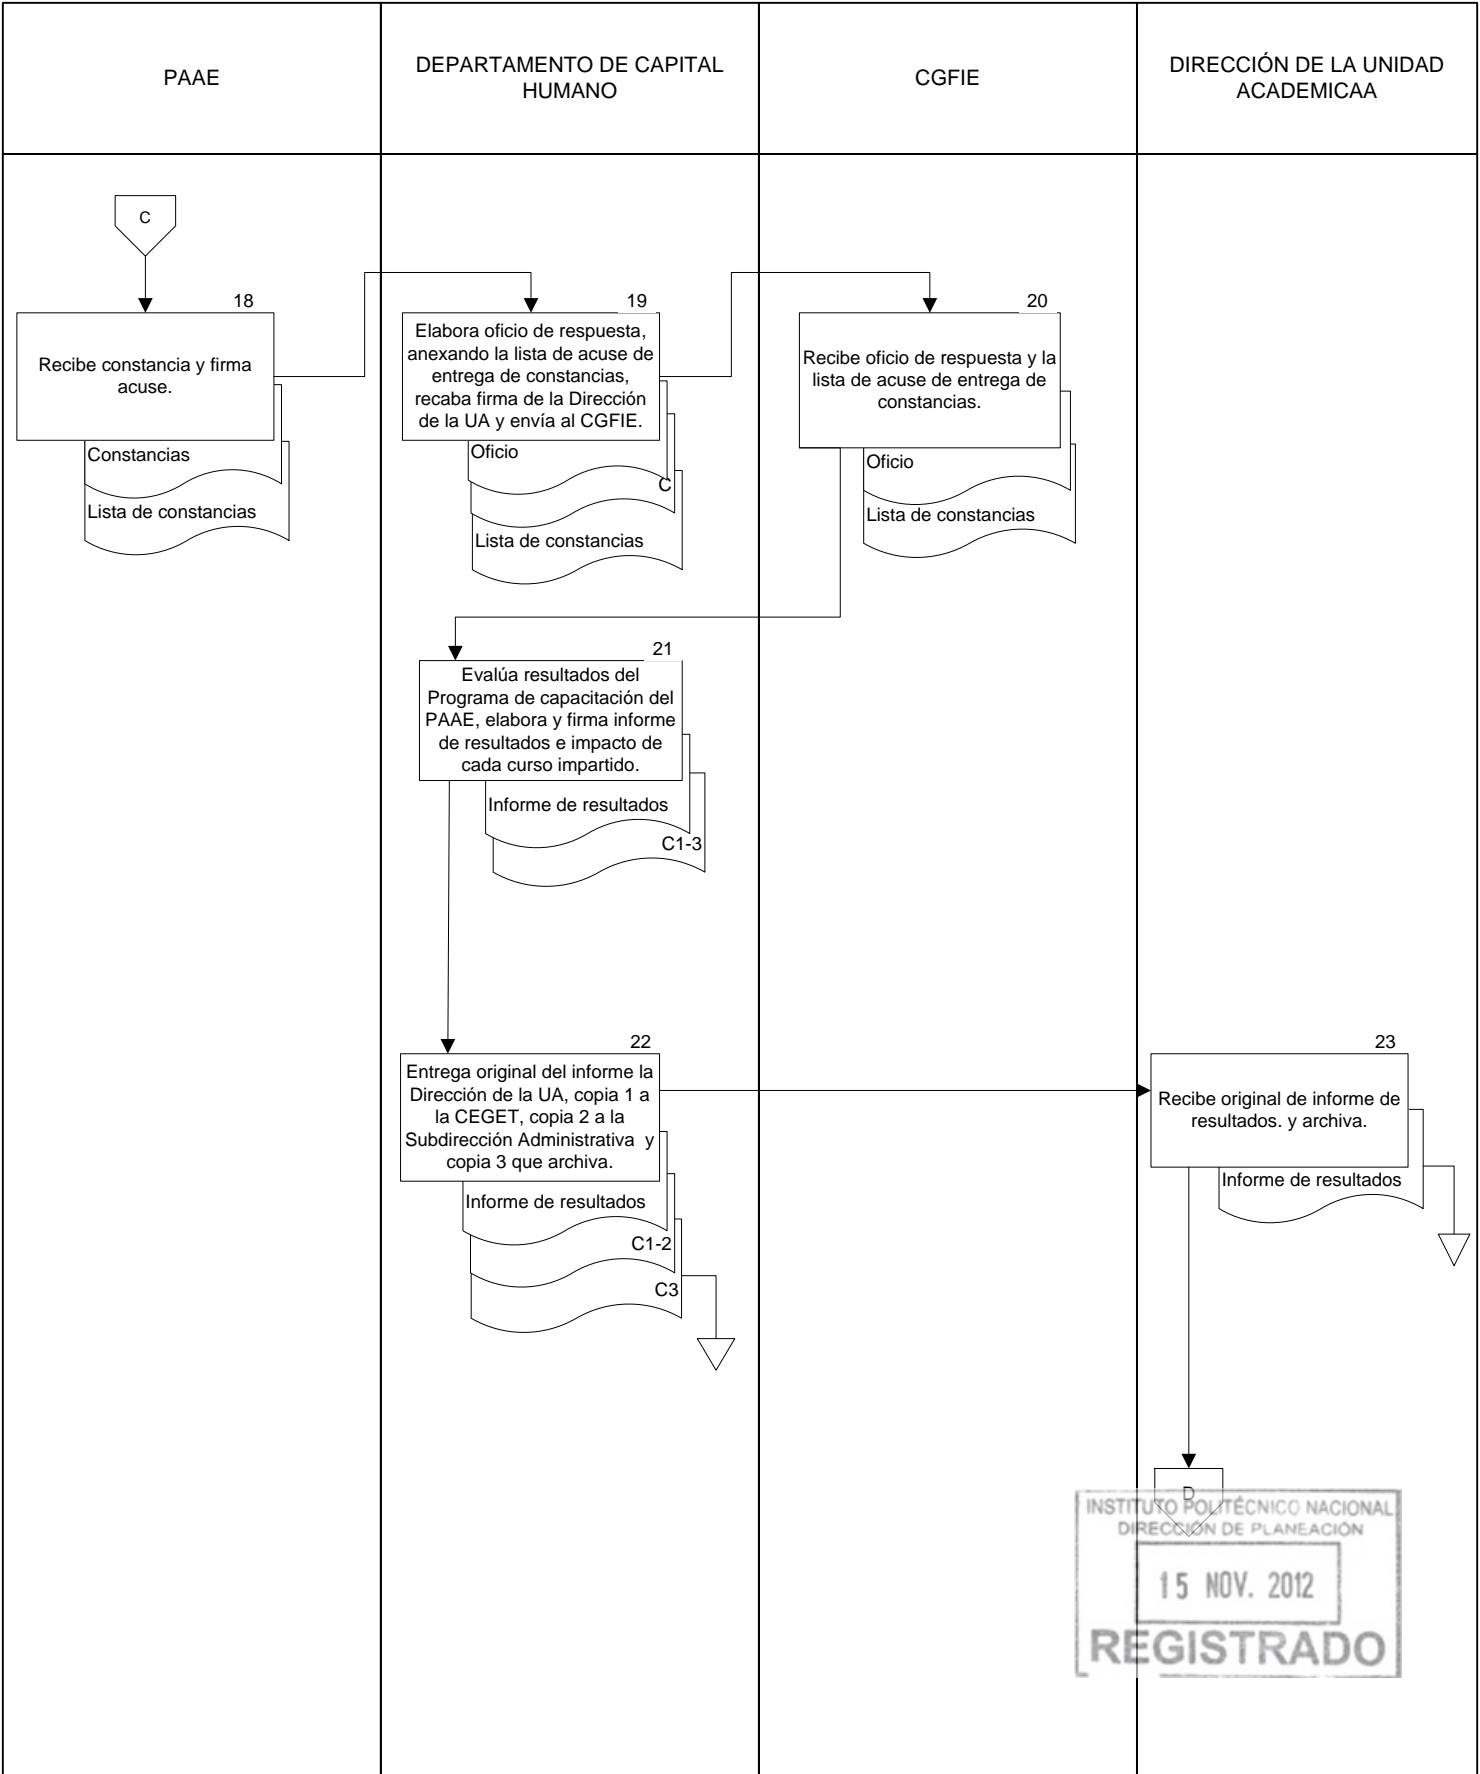 PAAE
DEPARTAMENTO DE CAPITAL
HUMANO
CGFIE
DIRECCIÓN DE LA UNIDAD
ACADEMICAA
C
18
Recibe constancia y firma
acuse.
Constancias
Lista de constancias
19
Elabora oficio de respuesta,
anexando la lista de acuse de
entrega de constancias,
recaba firma de la Dirección
de la UA y envía al CGFIE.
Oficio
C
Lista de constancias
20
Recibe oficio de respuesta y la
lista de acuse de entrega de
constancias.
Oficio
Lista de constancias
21
Evalúa resultados del
Programa de capacitación del
PAAE, elabora y firma informe
de resultados e impacto de
cada curso impartido.
Informe de resultados
C1-3
22
Entrega original del informe la
Dirección de la UA, copia 1 a
la CEGET, copia 2 a la
Subdirección Administrativa y
copia 3 que archiva.
Informe de resultados
C1-2
C3
23
Recibe original de informe de
resultados. y archiva.
Informe de resultados
D
INSTITUTO POLITÉCNICO NACIONAL
DIRECCIÓN DE PLANEACIÓN
15 NOV. 2012
REGISTRADO